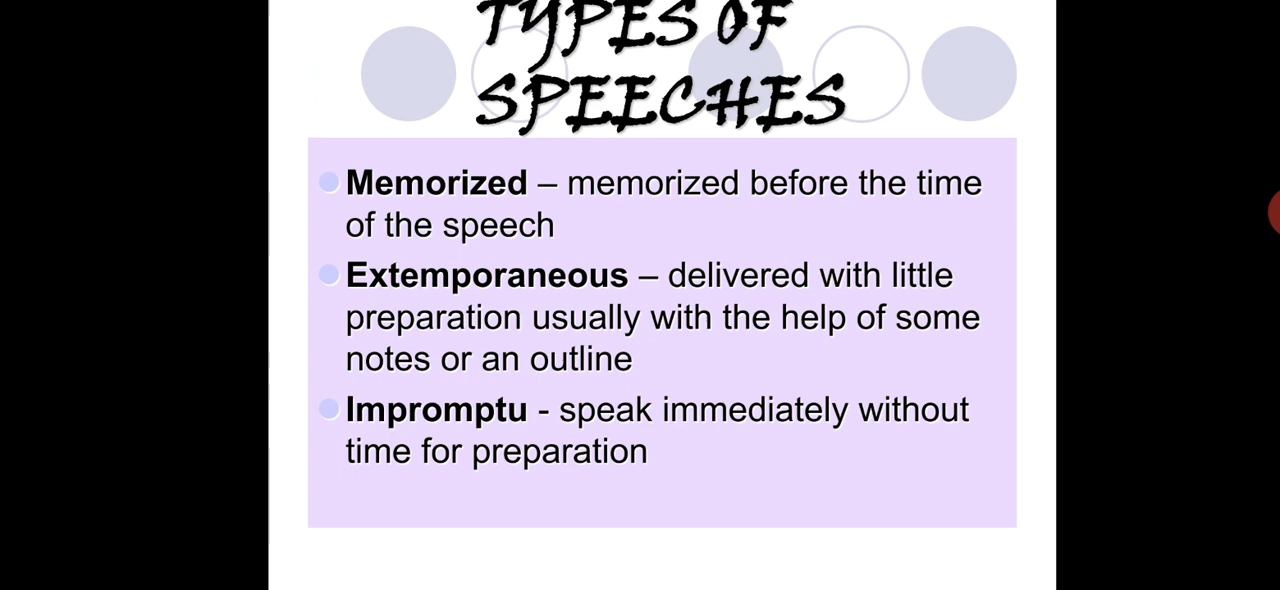 TYPES OF
SPEECHES
Memorized – memorized before the time
of the speech
Extemporaneous – delivered with little
preparation usually with the help of some
notes or an outline
Impromptu - speak immediately without
time for preparation